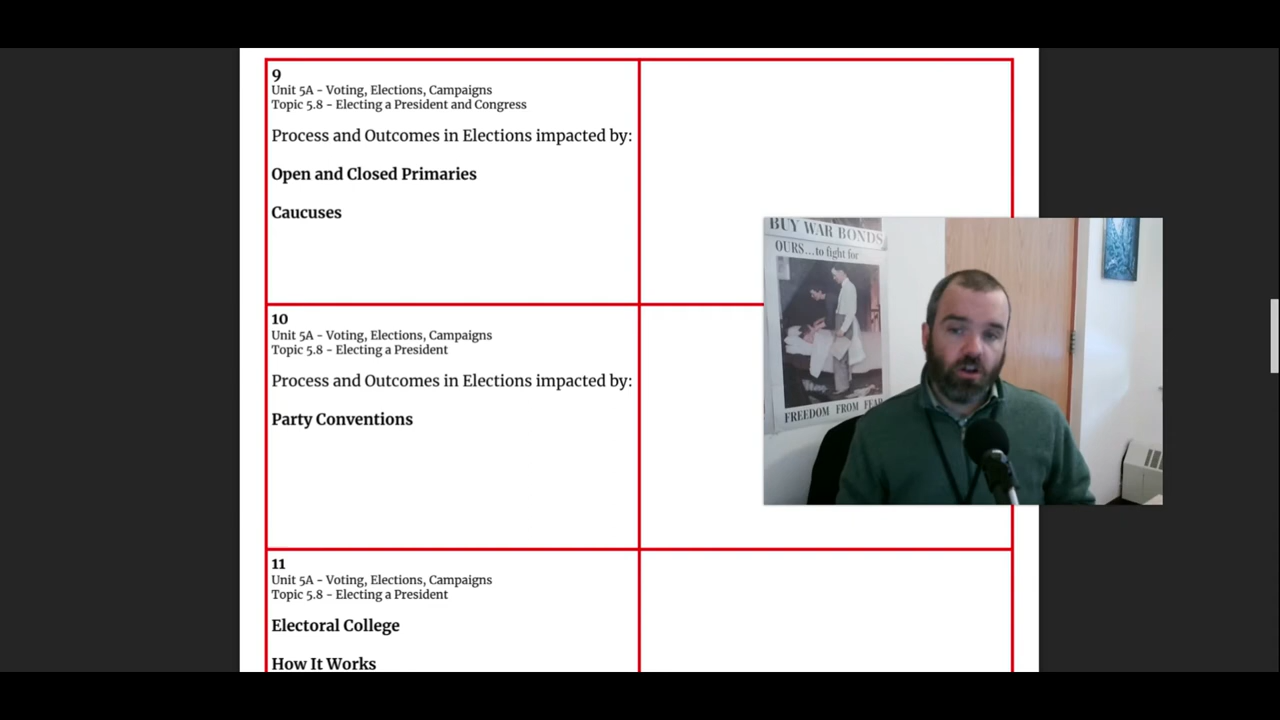 9
Unit 5A - Voting, Elections, Campaigns
Topic 5.8 - Electing a President and Congress
Process and Outcomes in Elections impacted by:
Open and Closed Primaries
Caucuses
10
Unit 5A - Voting, Elections, Campaigns
Topic 5.8 - Electing a President
Process and Outcomes in Elections impacted by:
Party Conventions
11
Unit 5A - Voting, Elections, Campaigns
Topic 5.8 - Electing a President
Electoral College
How It Works
BUY WAR BONDS
OURS...to fight for
FREEDOM FROM FEAR